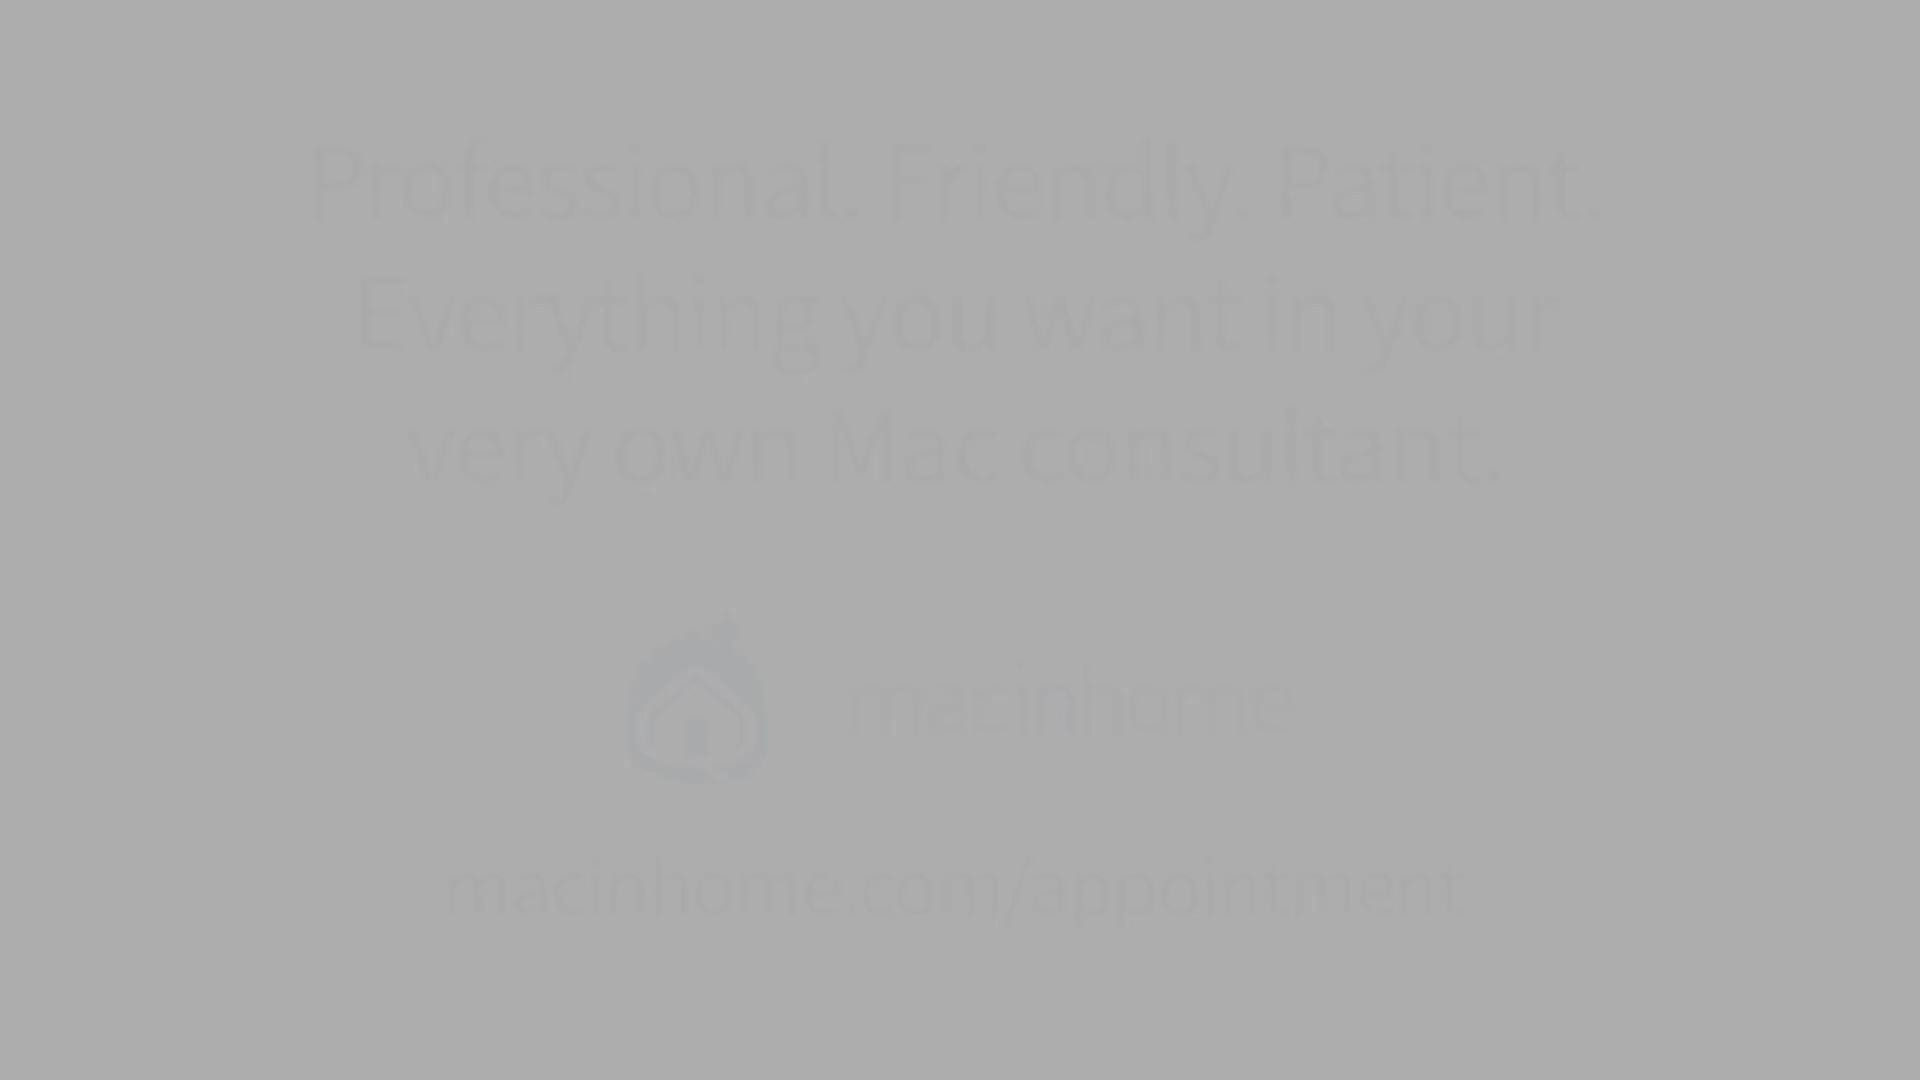 Professional. Friendly. Patient.
Everything you want in your
very own Mac consultant.
macinhome
macinhome.com/appointment